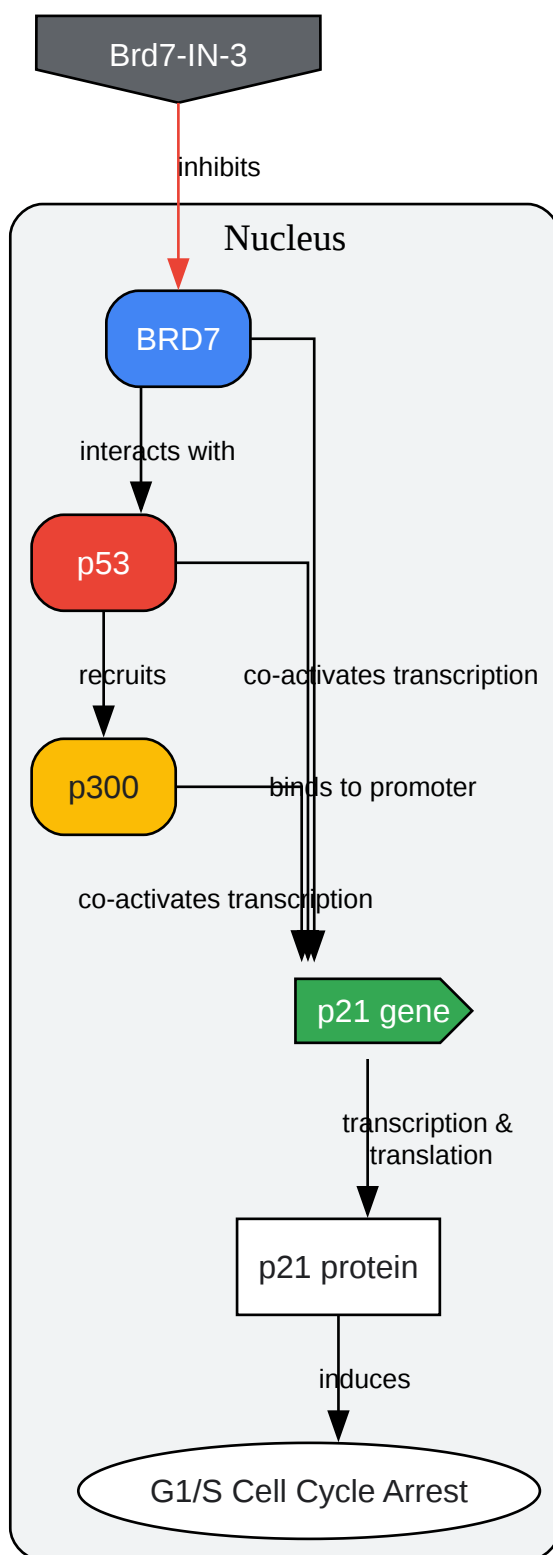 Brd7-IN-3
inhibits
Nucleus
BRD7
interacts with
p53
recruits
co-activates transcription
p300
binds to promoter
co-activates transcription
p21 gene
transcription &
translation
p21 protein
induces
G1/S Cell Cycle Arrest